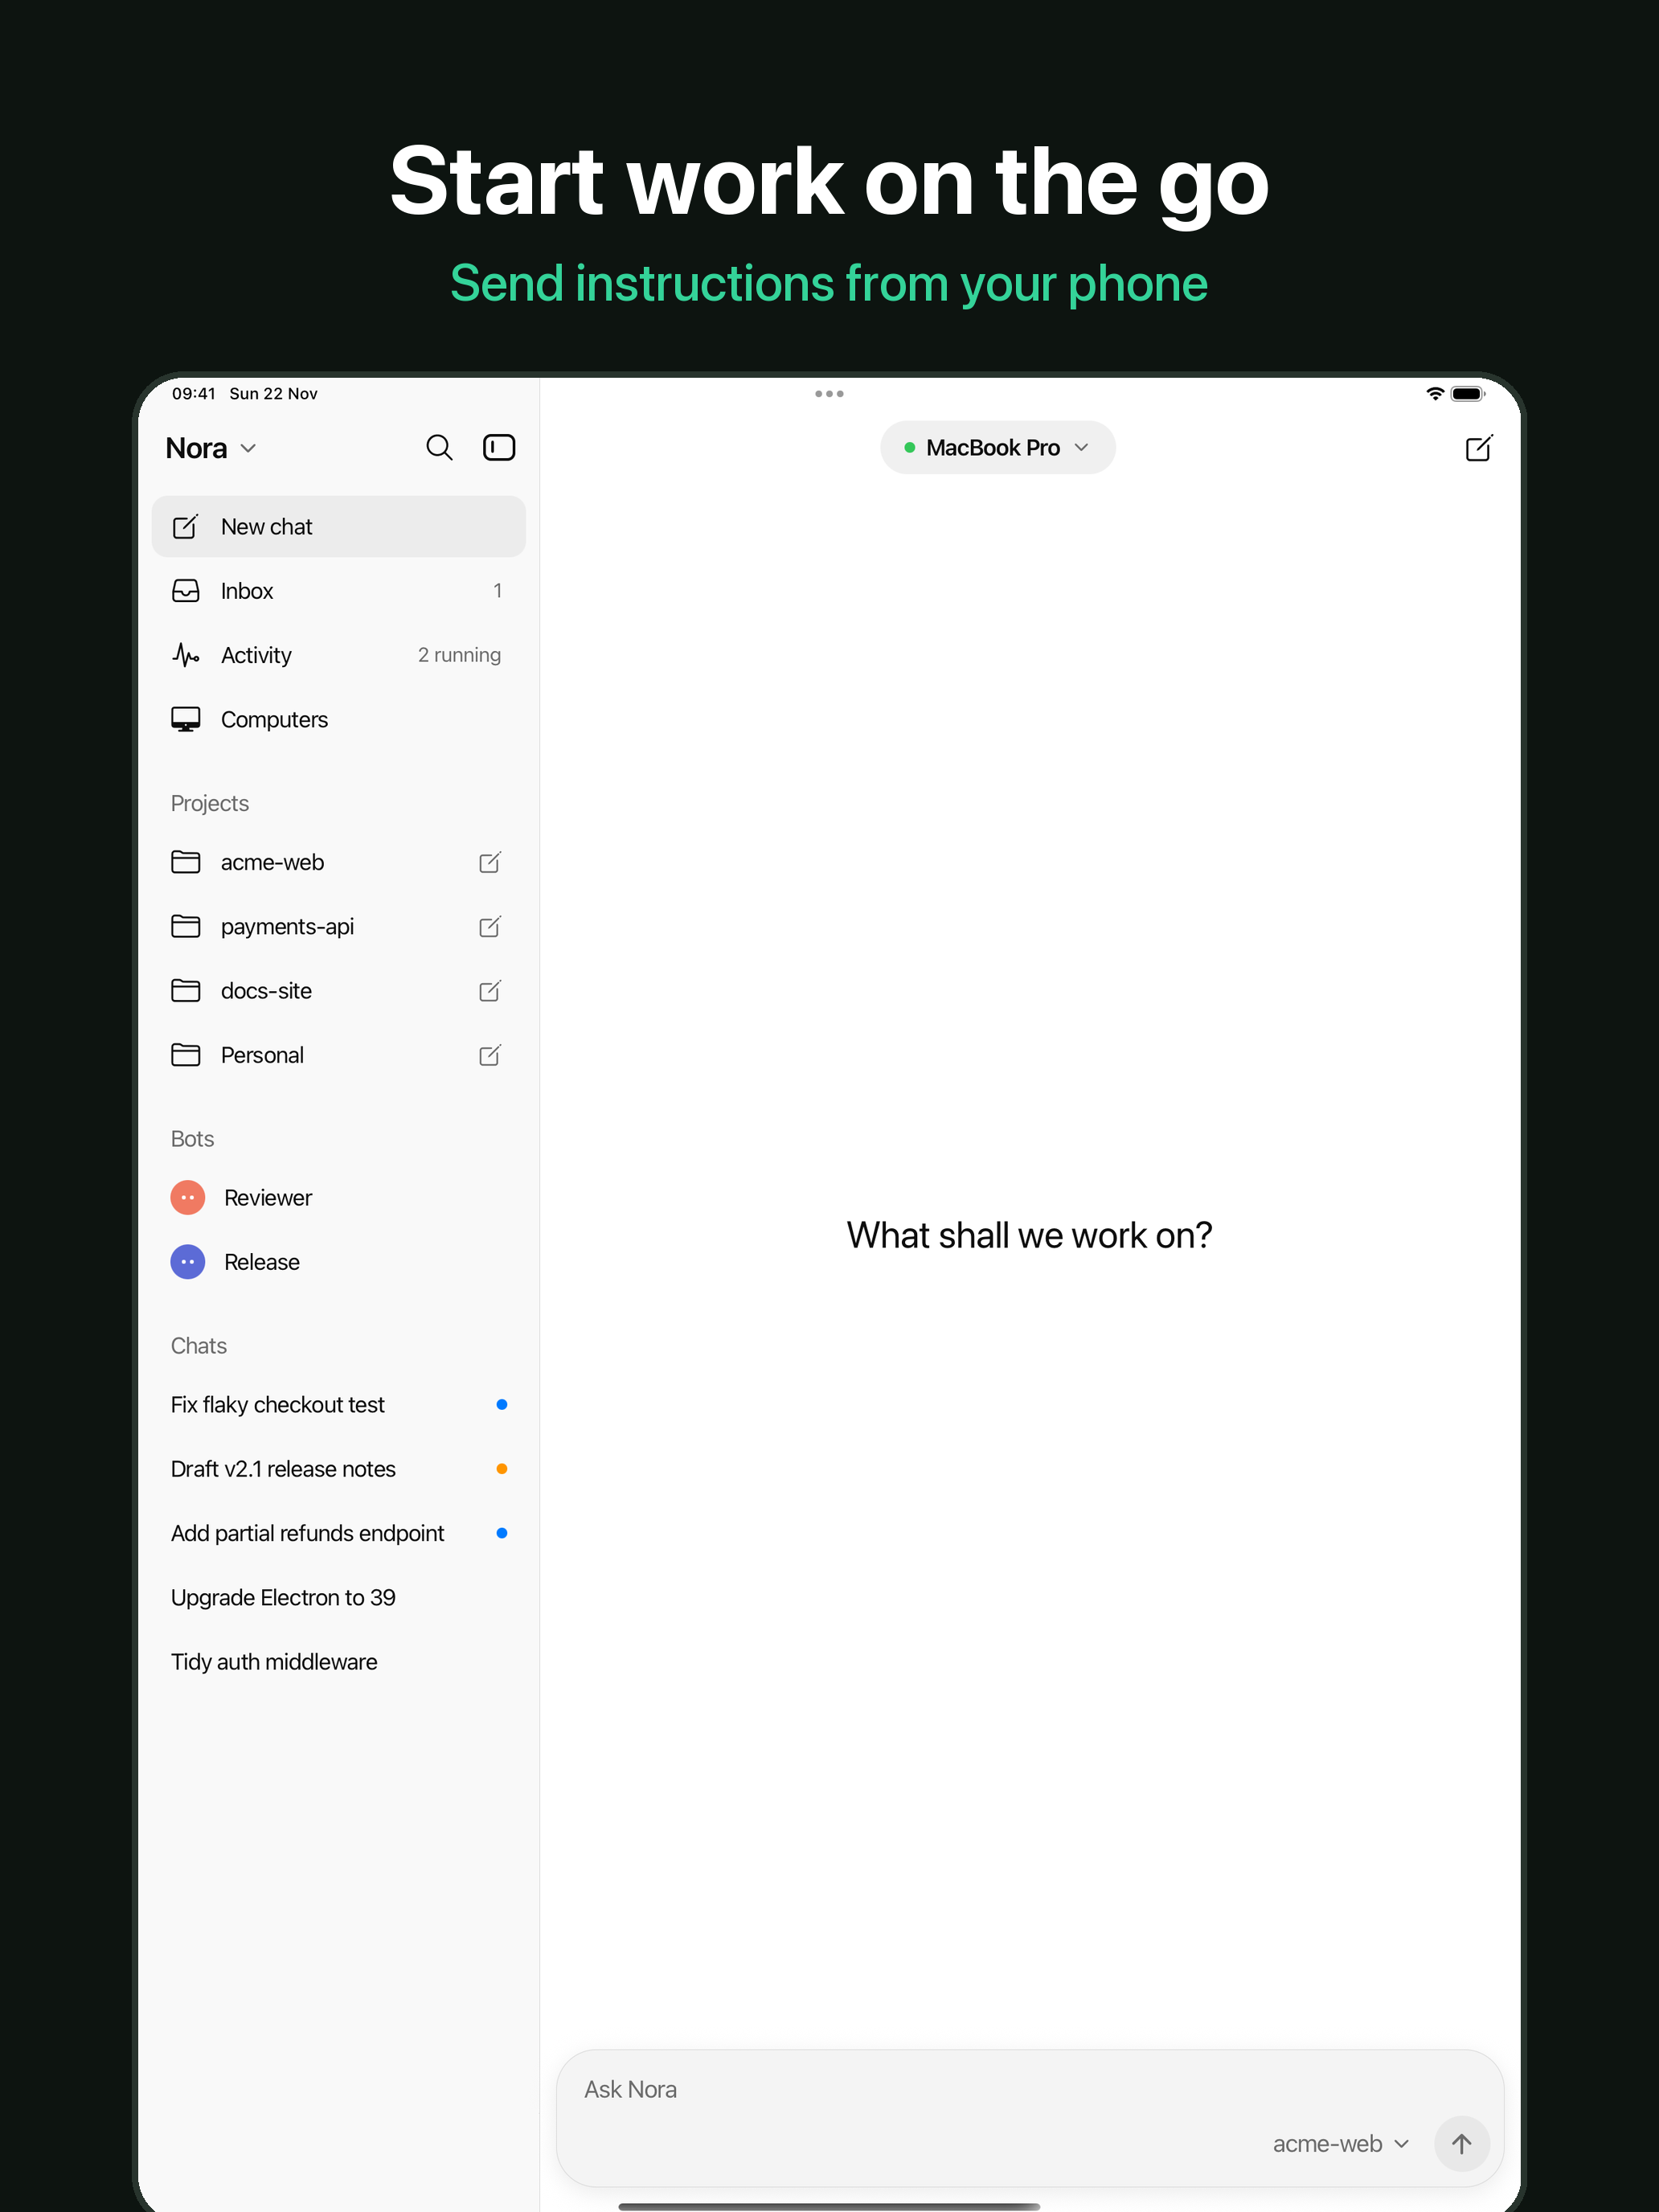 Start work on the go
Send instructions from your phone
09:41 Sun 22 Nov
Nora
MacBook Pro
New chat
Inbox 1
Activity 2 running
Computers
Projects
acme-web
payments-api
docs-site
Personal
Bots
Reviewer
Release
Chats
Fix flaky checkout test
Draft v2.1 release notes
Add partial refunds endpoint
Upgrade Electron to 39
Tidy auth middleware
What shall we work on?
Ask Nora
acme-web